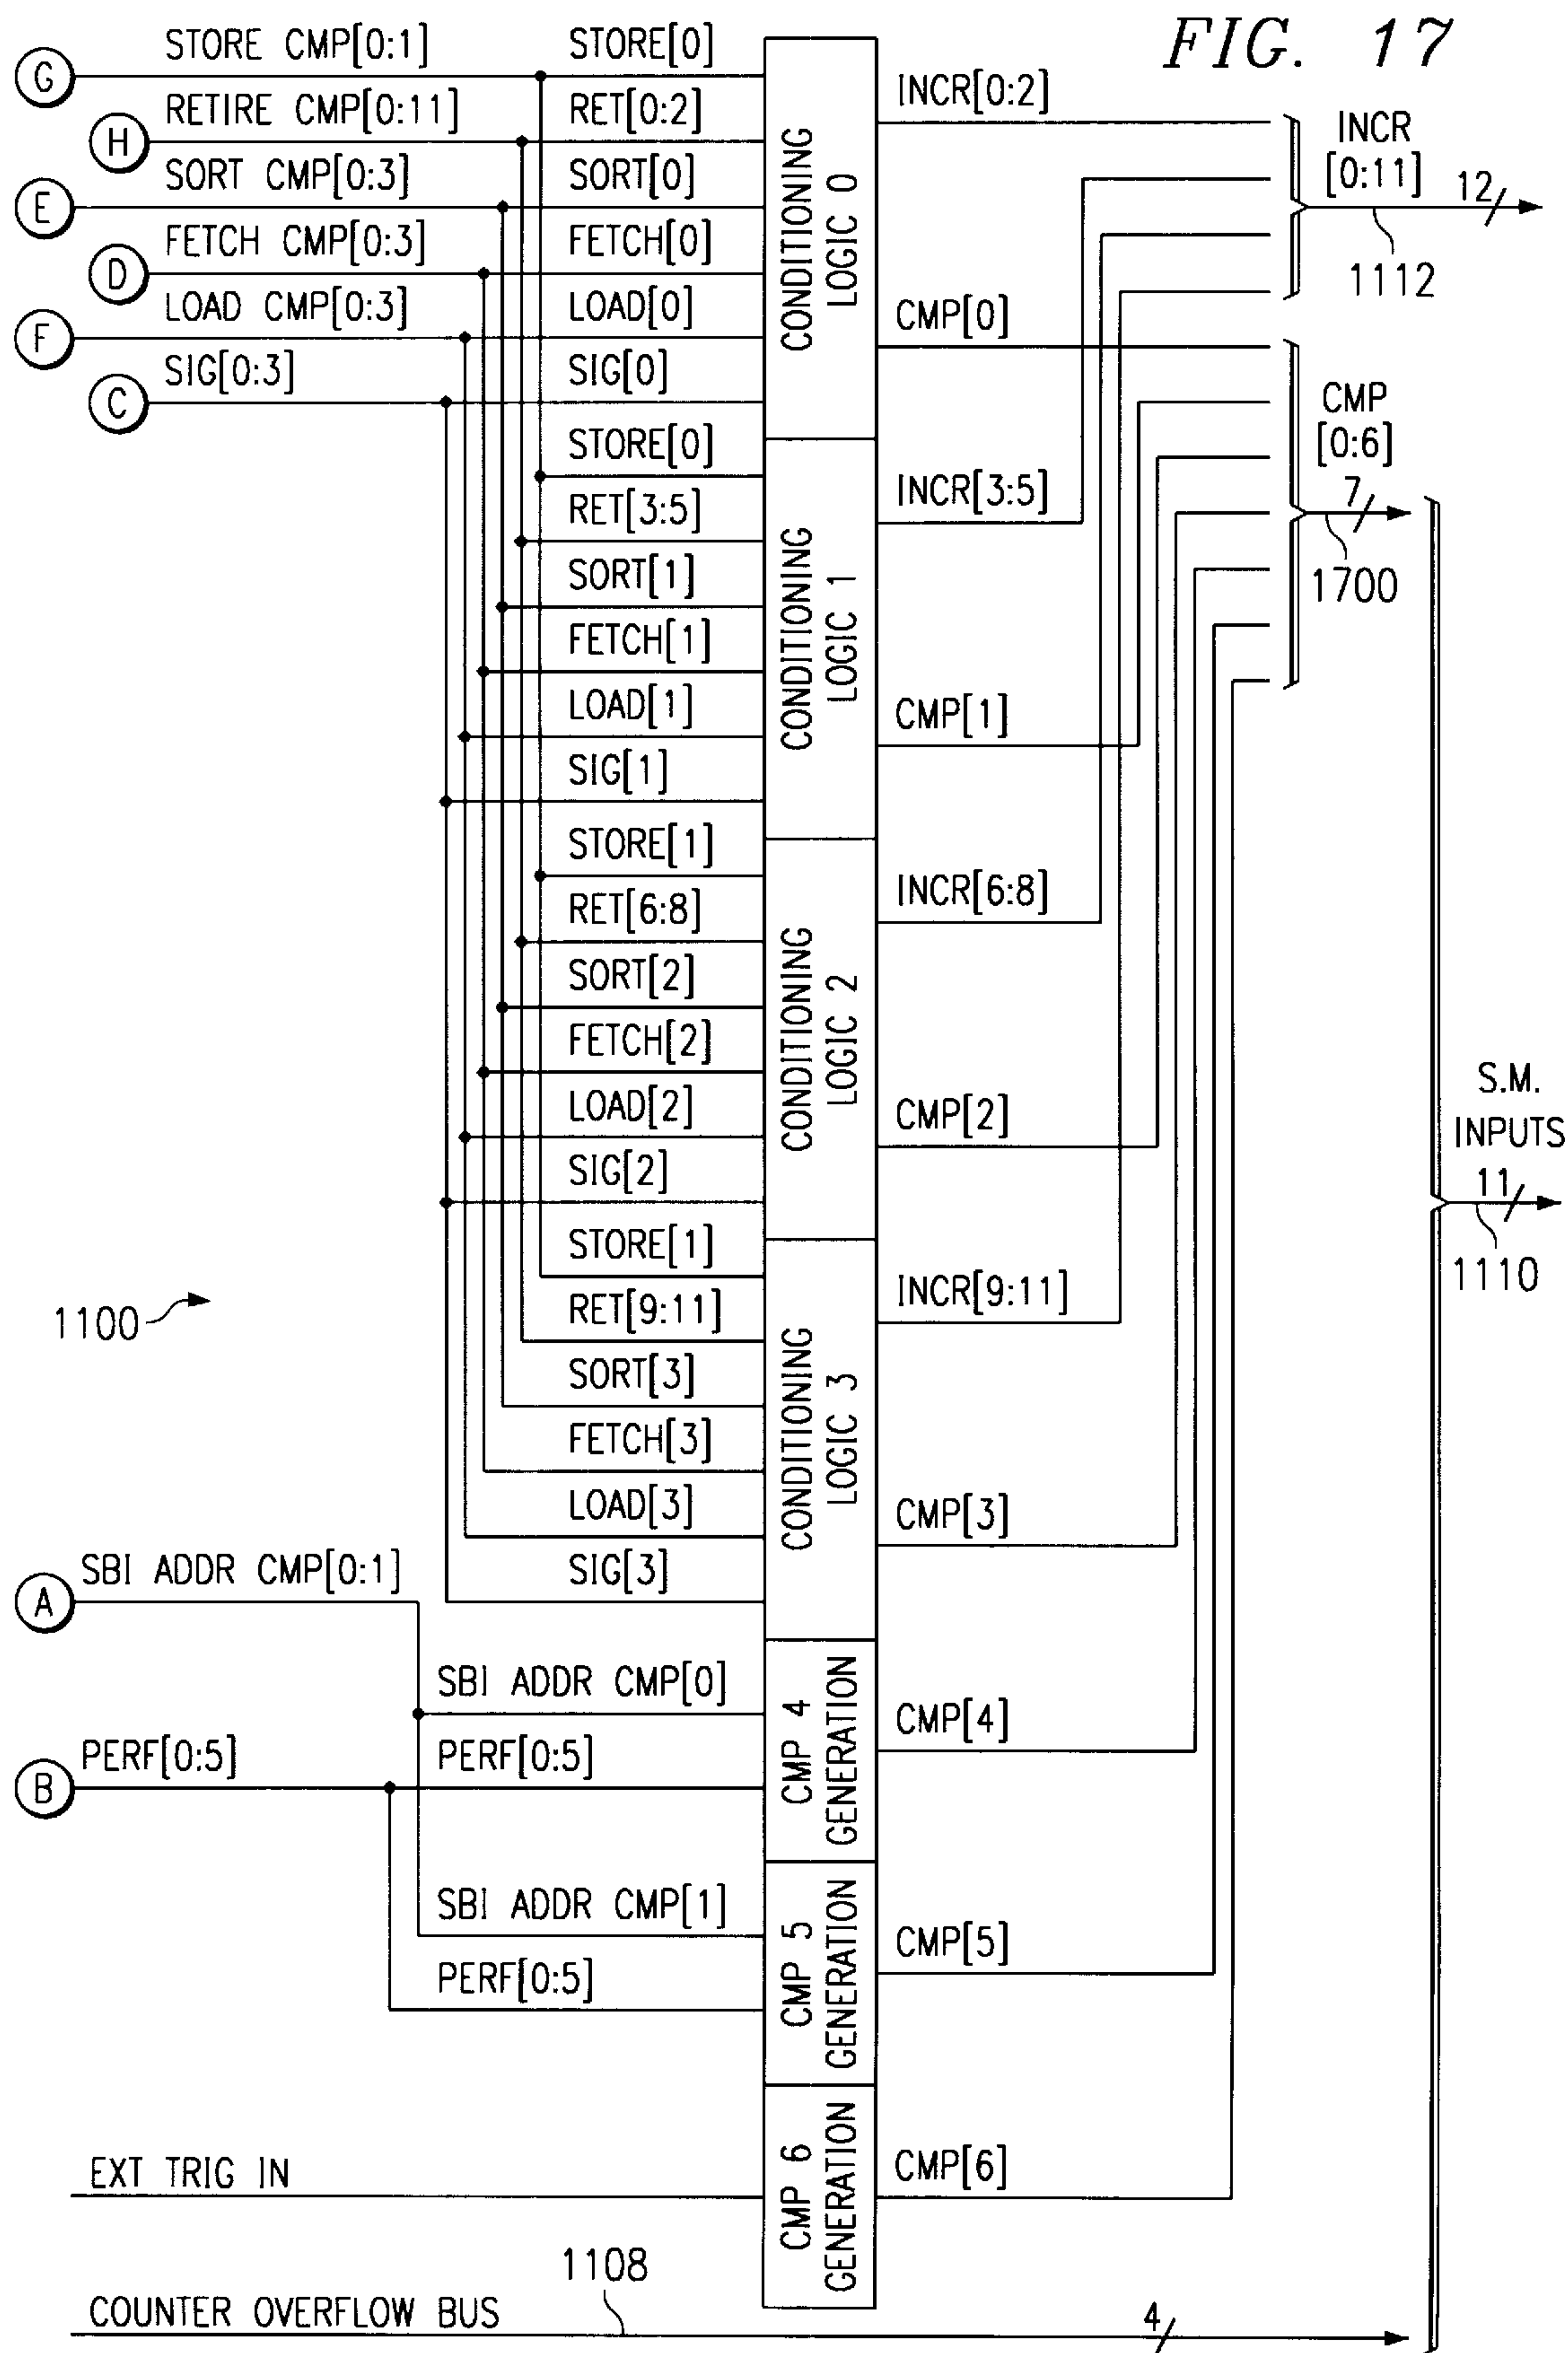 FIG. 17
G
STORE CMP[0:1]
STORE[0]
H
RETIRE CMP[0:11]
RET[0:2]
E
SORT CMP[0:3]
SORT[0]
D
FETCH CMP[0:3]
FETCH[0]
F
LOAD CMP[0:3]
LOAD[0]
C
SIG[0:3]
SIG[0]
CONDITIONING
LOGIC 0
INCR[0:2]
CMP[0]
INCR
[0:11]
12
1112
CMP
[0:6]
7
1700
STORE[0]
RET[3:5]
SORT[1]
FETCH[1]
LOAD[1]
SIG[1]
CONDITIONING
LOGIC 1
INCR[3:5]
CMP[1]
STORE[1]
RET[6:8]
SORT[2]
FETCH[2]
LOAD[2]
SIG[2]
CONDITIONING
LOGIC 2
INCR[6:8]
CMP[2]
S.M.
INPUTS
11
1110
1100
STORE[1]
RET[9:11]
SORT[3]
FETCH[3]
LOAD[3]
SIG[3]
CONDITIONING
LOGIC 3
INCR[9:11]
CMP[3]
A
SBI ADDR CMP[0:1]
SBI ADDR CMP[0]
B
PERF[0:5]
PERF[0:5]
CMP 4
GENERATION
CMP[4]
SBI ADDR CMP[1]
PERF[0:5]
CMP 5
GENERATION
CMP[5]
EXT TRIG IN
CMP 6
GENERATION
CMP[6]
1108
COUNTER OVERFLOW BUS
4